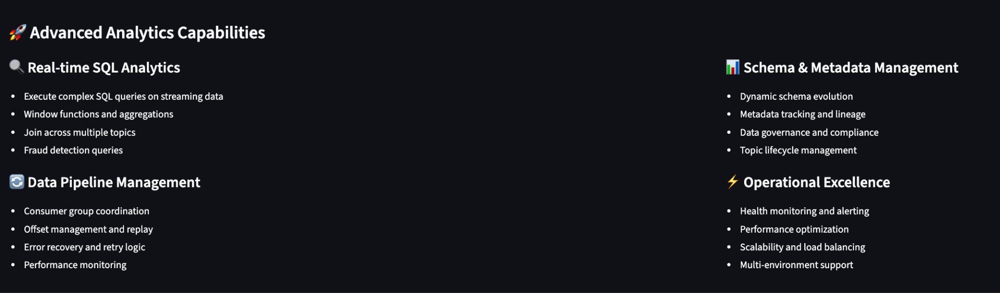 🚀 Advanced Analytics Capabilities
🔍 Real-time SQL Analytics
• Execute complex SQL queries on streaming data
• Window functions and aggregations
• Join across multiple topics
• Fraud detection queries
🔄 Data Pipeline Management
• Consumer group coordination
• Offset management and replay
• Error recovery and retry logic
• Performance monitoring
📊 Schema & Metadata Management
• Dynamic schema evolution
• Metadata tracking and lineage
• Data governance and compliance
• Topic lifecycle management
⚡ Operational Excellence
• Health monitoring and alerting
• Performance optimization
• Scalability and load balancing
• Multi-environment support